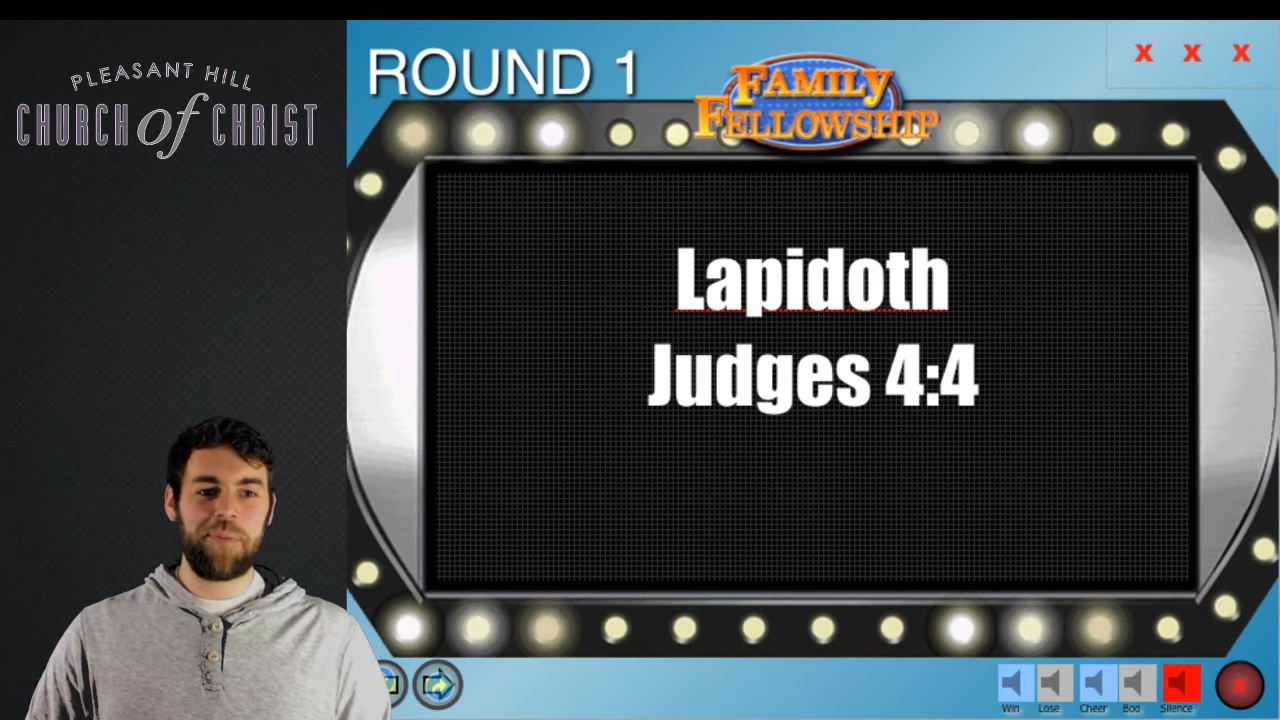 PLEASANT HILL
CHURCH of CHRIST
ROUND 1
FAMILY
FELLOWSHIP
X X X
Lapidoth
Judges 4:4
Win Lose Cheer Boo Silence
X